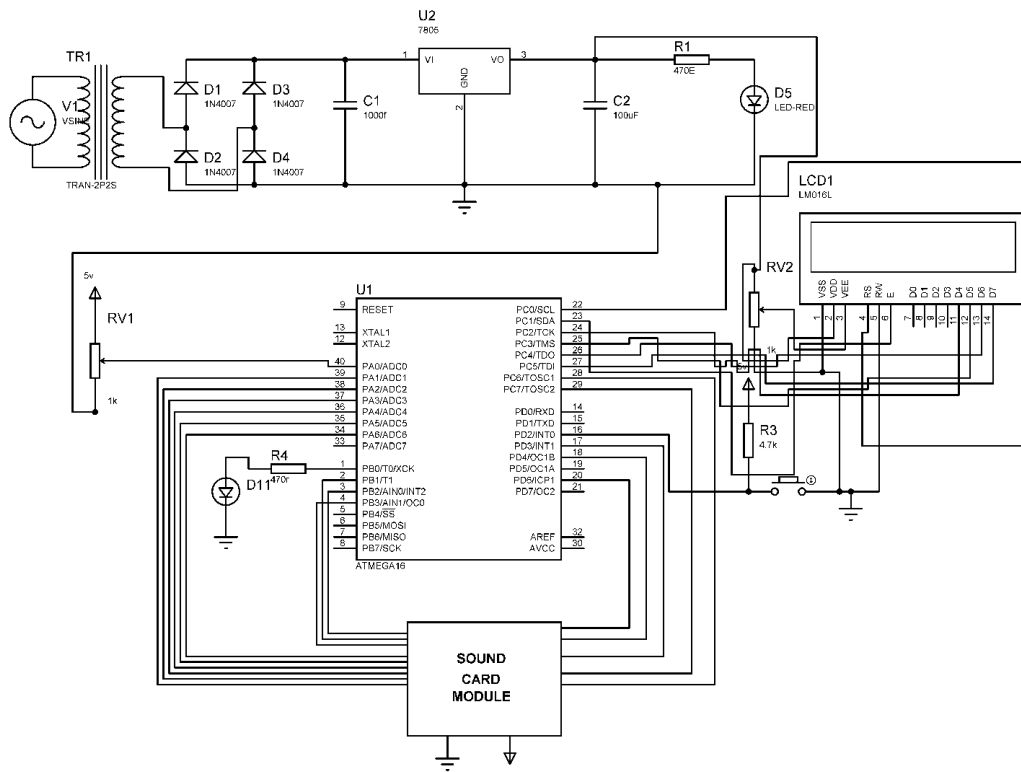 U2
7805
1
VI
VO
3
GND
2
R1
470E
TR1
V1
VSINE
TRAN-2P2S
D1
1N4007
D3
1N4007
D2
1N4007
D4
1N4007
C1
1000f
C2
100uF
D5
LED-RED
LCD1
LM016L
VSS
VDD
VEE
RS
RW
E
D0
D1
D2
D3
D4
D5
D6
D7
1
2
3
4
5
6
7
8
9
10
11
12
13
14
5v
RV1
1k
RV2
1k
5v
R3
4.7k
U1
9 RESET
13 XTAL1
12 XTAL2
40 PA0/ADC0
39 PA1/ADC1
38 PA2/ADC2
37 PA3/ADC3
36 PA4/ADC4
35 PA5/ADC5
34 PA6/ADC6
33 PA7/ADC7
1 PB0/T0/XCK
2 PB1/T1
3 PB2/AIN0/INT2
4 PB3/AIN1/OC0
5 PB4/SS
6 PB5/MOSI
7 PB6/MISO
8 PB7/SCK
PC0/SCL 22
PC1/SDA 23
PC2/TCK 24
PC3/TMS 25
PC4/TDO 26
PC5/TDI 27
PC6/TOSC1 28
PC7/TOSC2 29
PD0/RXD 14
PD1/TXD 15
PD2/INT0 16
PD3/INT1 17
PD4/OC1B 18
PD5/OC1A 19
PD6/ICP1 20
PD7/OC2 21
AREF 32
AVCC 30
ATMEGA16
R4
470r
D11
SOUND
CARD
MODULE